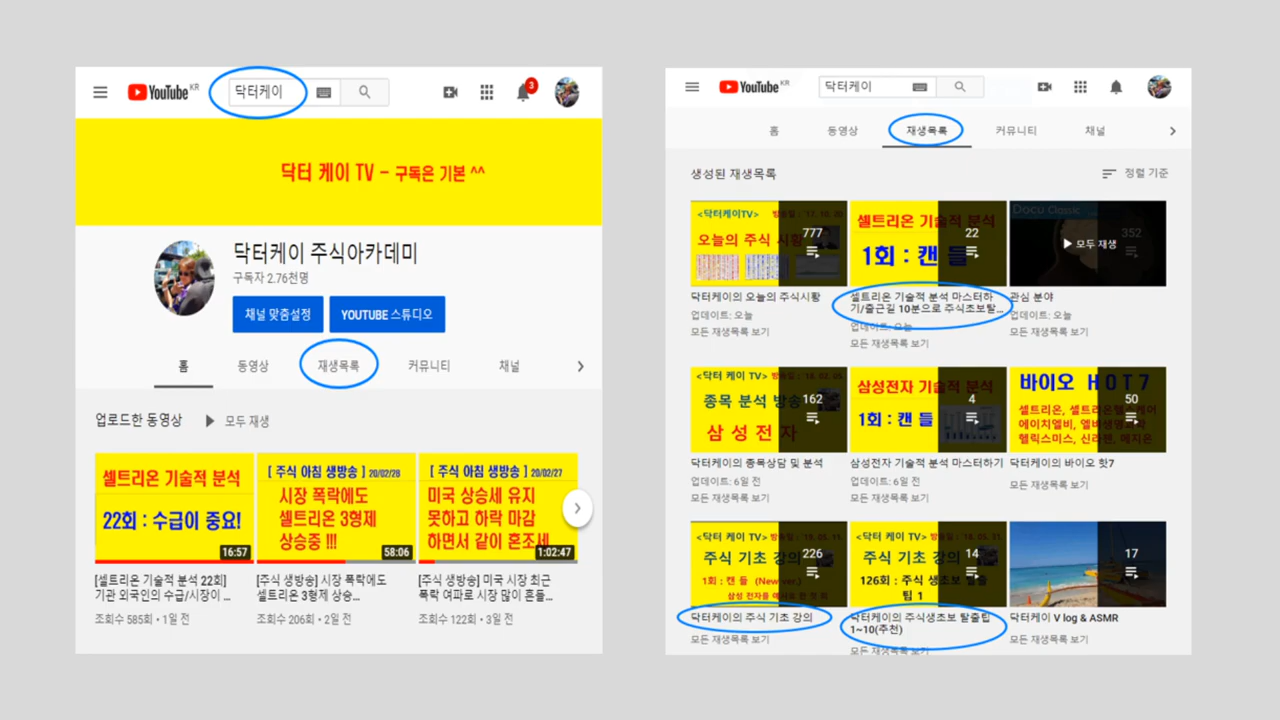 YouTube KR
닥터케이
3
닥터 케이 TV - 구독은 기본 ^^
닥터케이 주식아카데미
구독자 2.76천명
채널 맞춤설정
YOUTUBE 스튜디오
홈
동영상
재생목록
커뮤니티
채널
업로드한 동영상
모두 재생
셀트리온 기술적 분석
22회 : 수급이 중요!
16:57
[셀트리온 기술적 분석 22회]
기관 외국인의 수급/시장이 ...
조회수 585회 • 1일 전
[ 주식 아침 생방송 ] 20/02/28
시장 폭락에도
셀트리온 3형제
상승중 !!!
58:06
[주식 생방송] 시장 폭락에도
셀트리온 3형제 상승...
조회수 206회 • 2일 전
[ 주식 아침 생방송 ] 20/02/27
미국 상승세 유지
못하고 하락 마감
하면서 같이 혼조세
1:02:47
[주식 생방송] 미국 시장 최근
폭락 여파로 시장 많이 흔들...
조회수 122회 • 3일 전
YouTube KR
닥터케이
홈
동영상
재생목록
커뮤니티
채널
생성된 재생목록
정렬 기준
<닥터케이TV>
오늘의 주식 시황
777
닥터케이의 오늘의 주식시황
업데이트: 오늘
모든 재생목록 보기
셀트리온 기술적 분석
1회 : 캔 들
22
셀트리온 기술적 분석 마스터하
기/출근길 10분으로 주식초보탈...
업데이트: 오늘
모든 재생목록 보기
Docu Classic
352
모두 재생
관심 분야
업데이트: 오늘
모든 재생목록 보기
<닥터 케이 TV>
종목 분석 방송
삼 성 전 자
162
닥터케이의 종목상담 및 분석
업데이트: 6일 전
모든 재생목록 보기
삼성전자 기술적 분석
1회 : 캔 들
4
삼성전자 기술적 분석 마스터하기
업데이트: 6일 전
모든 재생목록 보기
바이오 HOT7
셀트리온, 셀트리온헬스케어
에이치엘비, 엘비생명과학
헬릭스미스, 신라젠, 메지온
50
닥터케이의 바이오 핫7
모든 재생목록 보기
<닥터 케이 TV>
주식 기초 강의
1회 : 캔 들 (New ver.)
226
닥터케이의 주식 기초 강의
모든 재생목록 보기
<닥터 케이 TV>
주식 기초 강의
126회 : 주식 생초보 탈출
팁 1
14
닥터케이의 주식생초보 탈출팁
1~10(추천)
모든 재생목록 보기
17
닥터케이 V log & ASMR
모든 재생목록 보기